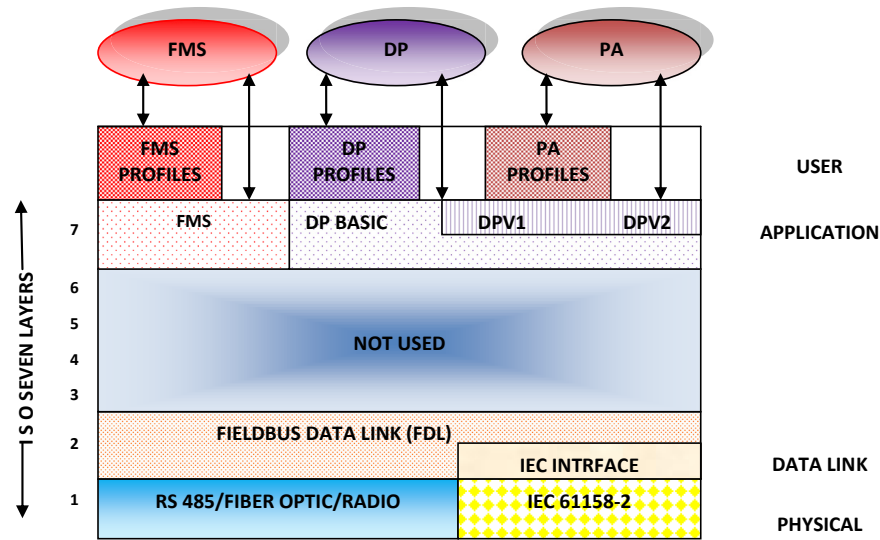 FMS
DP
PA
FMS
PROFILES
DP
PROFILES
PA
PROFILES
USER
7
FMS
DP BASIC
DPV1
DPV2
APPLICATION
I S O SEVEN LAYERS
6
5
4
3
NOT USED
2
FIELDBUS DATA LINK (FDL)
IEC INTRFACE
DATA LINK
1
RS 485/FIBER OPTIC/RADIO
IEC 61158-2
PHYSICAL